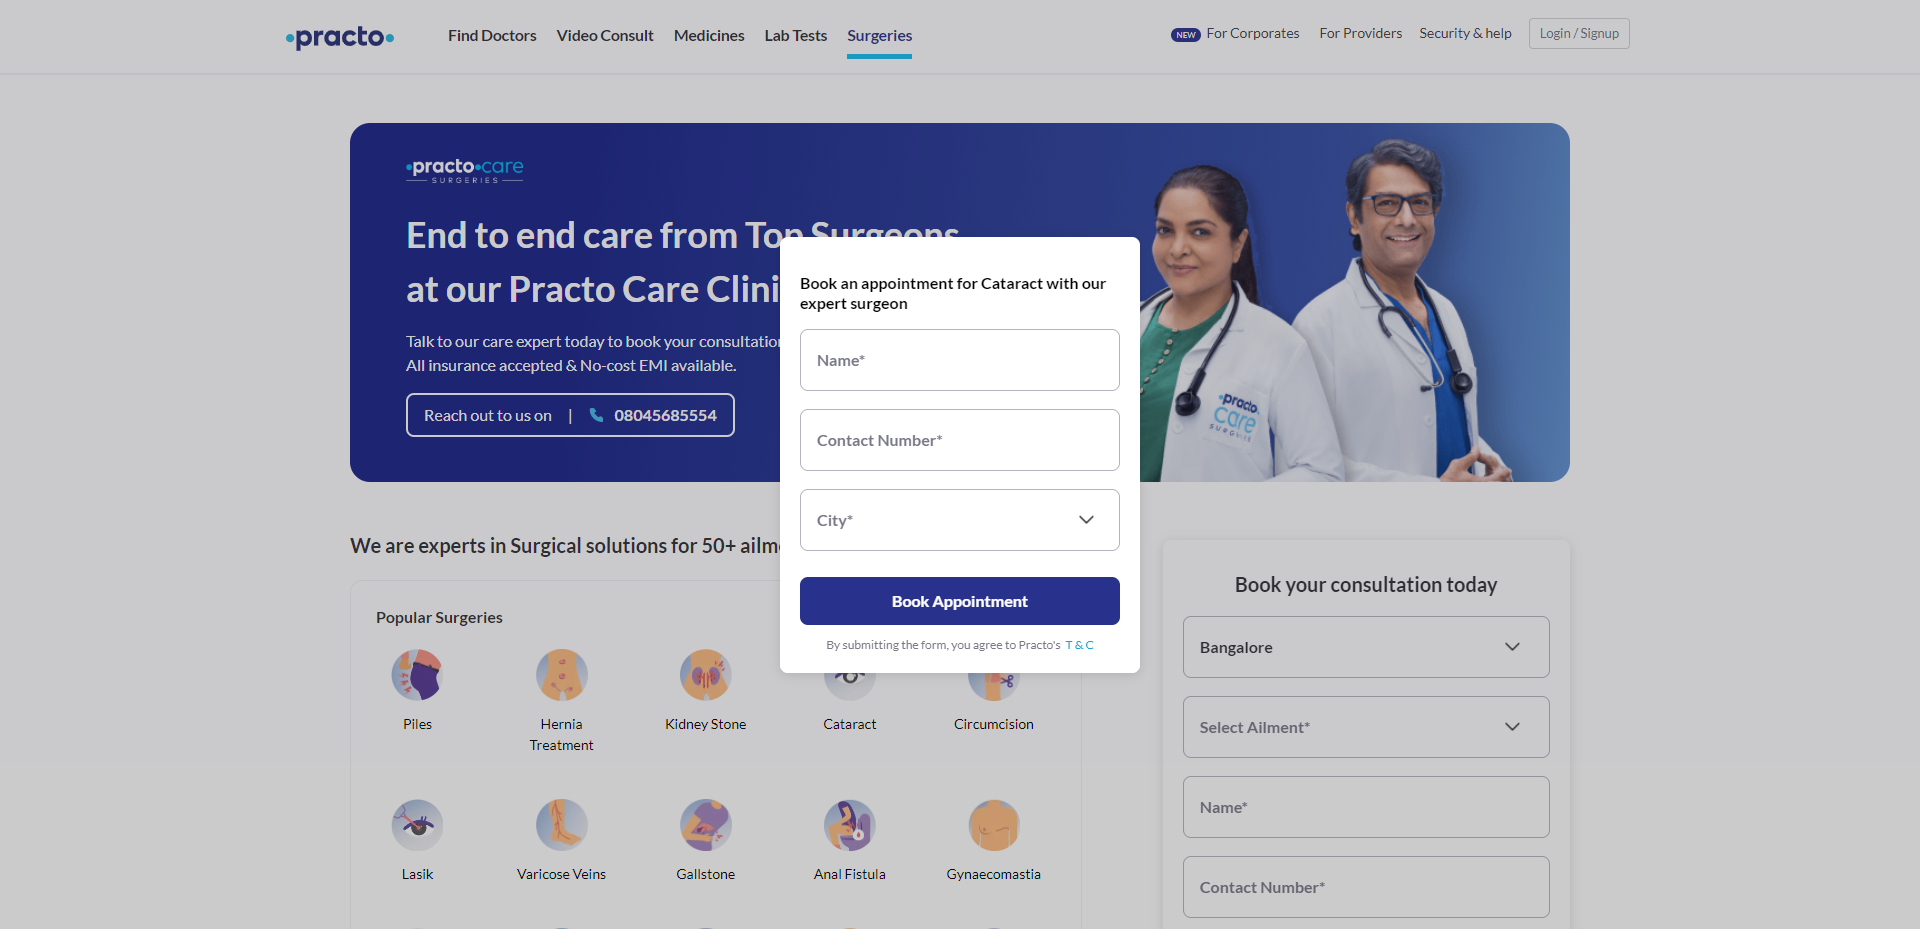 practo
Find Doctors
Video Consult
Medicines
Lab Tests
Surgeries
NEW For Corporates
For Providers
Security & help
Login / Signup
practo care
SURGERIES
End to end care from Top Surgeons
at our Practo Care Clini
Talk to our care expert today to book your consultation
All insurance accepted & No-cost EMI available.
Reach out to us on | 08045685554
practo
care
SURGERIES
Book an appointment for Cataract with our
expert surgeon
Name*
Contact Number*
City*
Book Appointment
By submitting the form, you agree to Practo's T & C
We are experts in Surgical solutions for 50+ ailm
Popular Surgeries
Piles
Hernia
Treatment
Kidney Stone
Cataract
Circumcision
Lasik
Varicose Veins
Gallstone
Anal Fistula
Gynaecomastia
Book your consultation today
Bangalore
Select Ailment*
Name*
Contact Number*